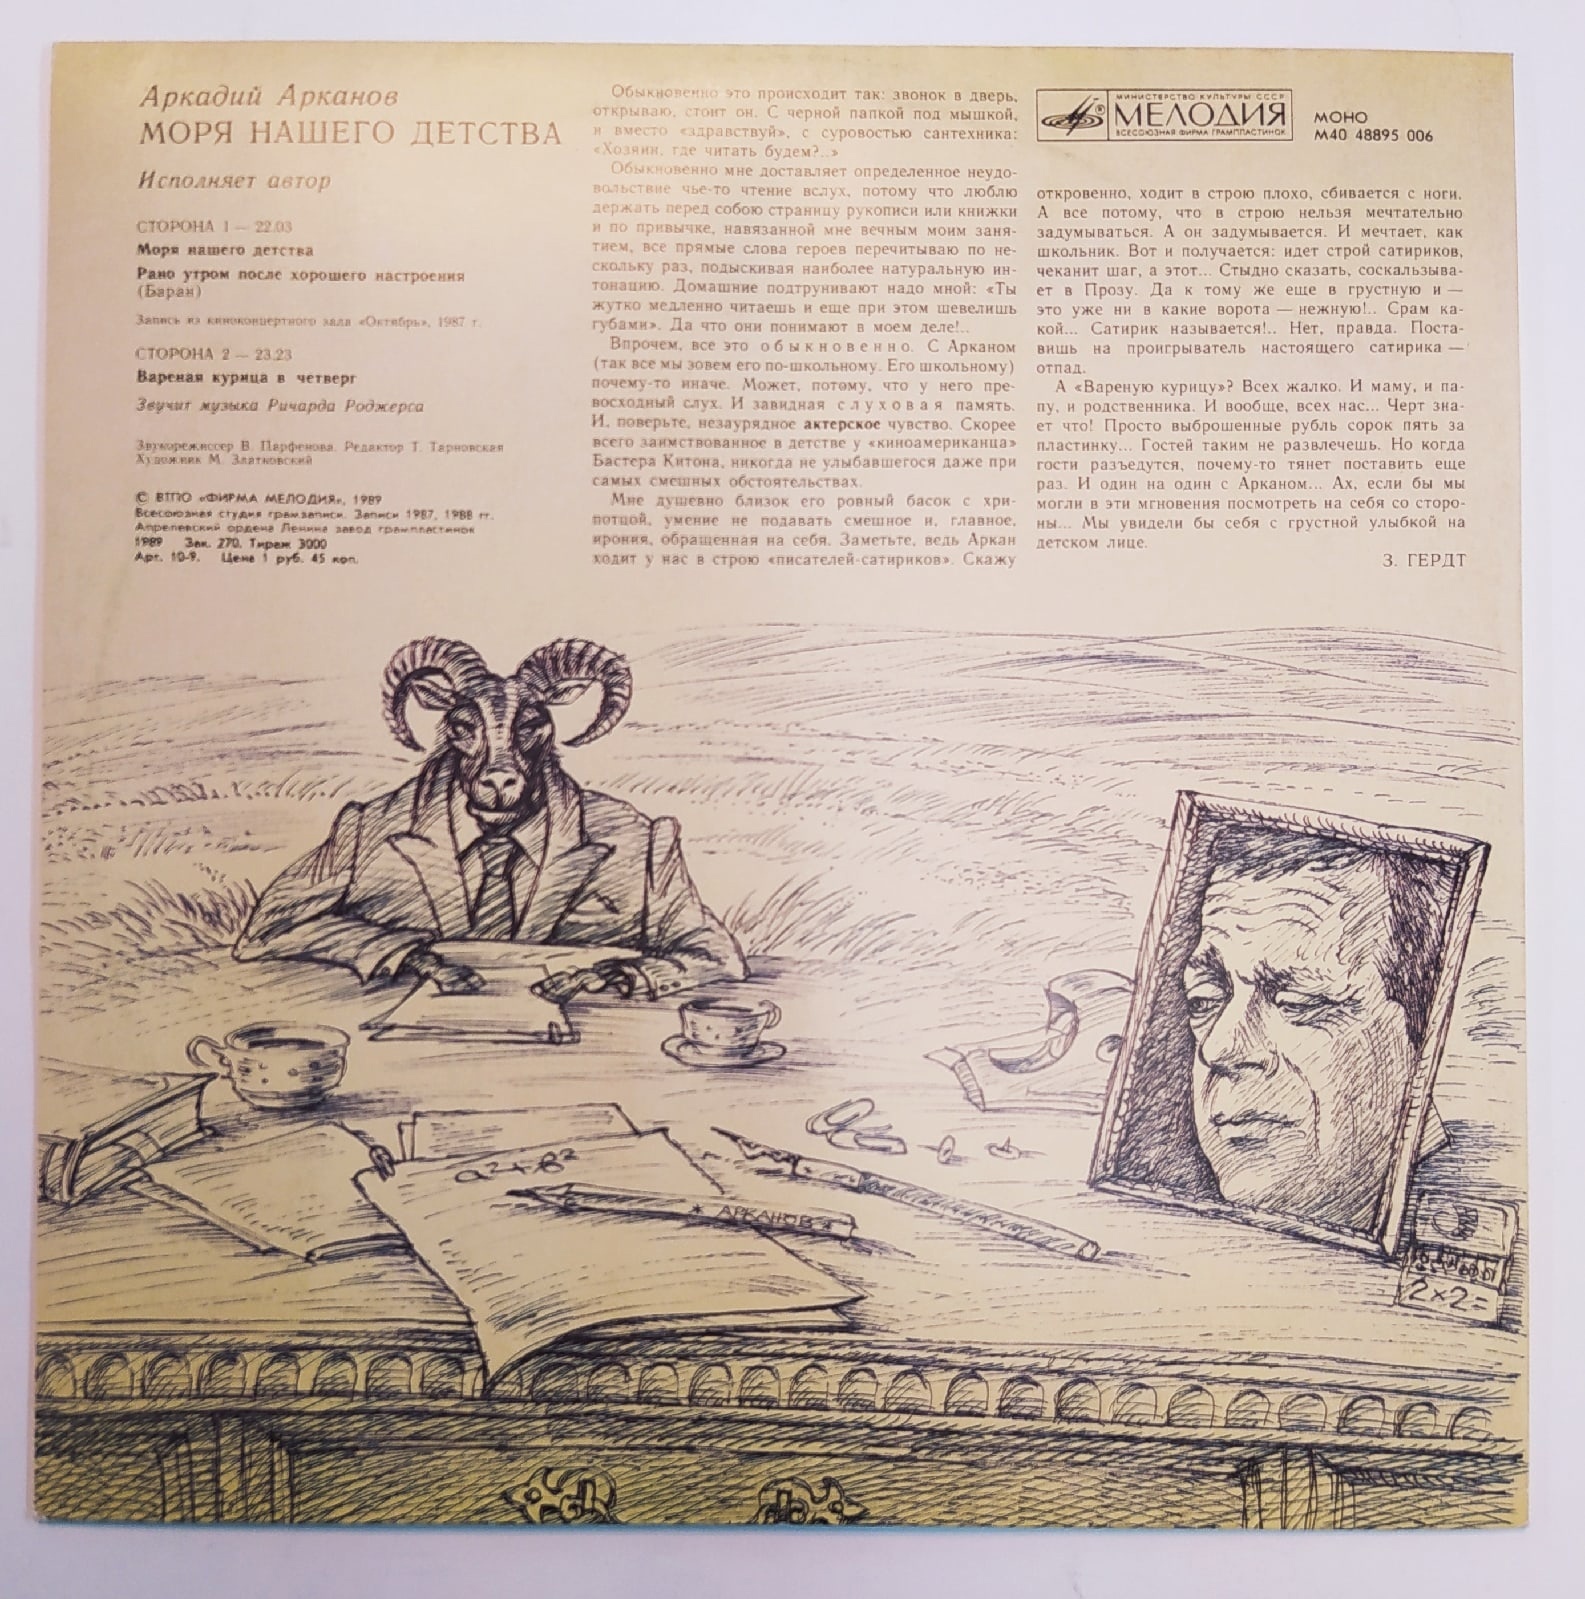 Аркадий Арканов
МОРЯ НАШЕГО ДЕТСТВА
Исполняет автор
СТОРОНА 1 — 22.03
Моря нашего детства
Рано утром после хорошего настроения
(Баран)
Запись из киноконцертного зала «Октябрь», 1987 г.
СТОРОНА 2 — 23.23
Вареная курица в четверг
Звучит музыка Ричарда Роджерса
Звукорежиссер В. Парфенова. Редактор Т. Тарновская
Художник М. Златковский
© ВТПО «ФИРМА МЕЛОДИЯ», 1989
Всесоюзная студия грамзаписи. Записи 1987, 1988 гг.
Апрелевский ордена Ленина завод грампластинок
1989 Зак. 270. Тираж 3000
Арт. 10-9. Цена 1 руб. 45 коп.
Обыкновенно это происходит так: звонок в дверь,
открываю, стоит он. С черной папкой под мышкой,
и вместо «здравствуй», с суровостью сантехника:
«Хозяин, где читать будем?..»
Обыкновенно мне доставляет определенное неудо-
вольствие чье-то чтение вслух, потому что люблю
держать перед собою страницу рукописи или книжки
и по привычке, навязанной мне вечным моим заня-
тием, все прямые слова героев перечитываю по не-
скольку раз, подыскивая наиболее натуральную ин-
тонацию. Домашние подтрунивают надо мной: «Ты
жутко медленно читаешь и еще при этом шевелишь
губами». Да что они понимают в моем деле!..
Впрочем, все это обыкновенно. С Арканом
(так все мы зовем его по-школьному. Его школьному)
почему-то иначе. Может, потому, что у него пре-
восходный слух. И завидная слуховая память.
И, поверьте, незаурядное актерское чувство. Скорее
всего заимствованное в детстве у «киноамериканца»
Бастера Китона, никогда не улыбавшегося даже при
самых смешных обстоятельствах.
Мне душевно близок его ровный басок с хри-
потцой, умение не подавать смешное и, главное,
ирония, обращенная на себя. Заметьте, ведь Аркан
ходит у нас в строю «писателей-сатириков». Скажу
МИНИСТЕРСТВО КУЛЬТУРЫ СССР
МЕЛОДИЯ
ВСЕСОЮЗНАЯ ФИРМА ГРАМПЛАСТИНОК
МОНО
М40 48895 006
откровенно, ходит в строю плохо, сбивается с ноги.
А все потому, что в строю нельзя мечтательно
задумываться. А он задумывается. И мечтает, как
школьник. Вот и получается: идет строй сатириков,
чеканит шаг, а этот... Стыдно сказать, соскальзыва-
ет в Прозу. Да к тому же еще в грустную и —
это уже ни в какие ворота — нежную!.. Срам ка-
кой... Сатирик называется!.. Нет, правда. Поста-
вишь на проигрыватель настоящего сатирика —
отпад.
А «Вареную курицу»? Всех жалко. И маму, и па-
пу, и родственника. И вообще, всех нас... Черт зна-
ет что! Просто выброшенные рубль сорок пять за
пластинку... Гостей таким не развлечешь. Но когда
гости разъедутся, почему-то тянет поставить еще
раз. И один на один с Арканом... Ах, если бы мы
могли в эти мгновения посмотреть на себя со сторо-
ны... Мы увидели бы себя с грустной улыбкой на
детском лице.
З. ГЕРДТ
a²+b²
* АРКАНОВ
2×2=